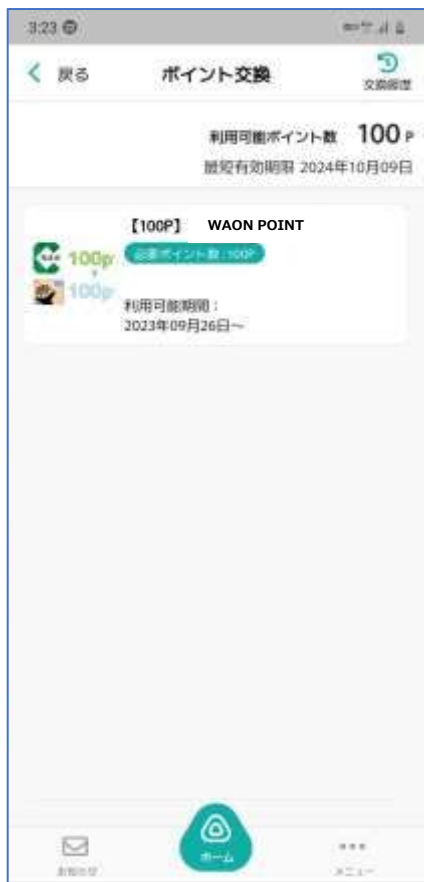 3:23
戻る
ポイント交換
交換履歴
利用可能ポイント数 100 P
最短有効期限 2024年10月09日
【100P】 WAON POINT
必要ポイント数:100P
100p
100p
利用可能期間:
2023年09月26日～
ホーム
お知らせ
メニュー